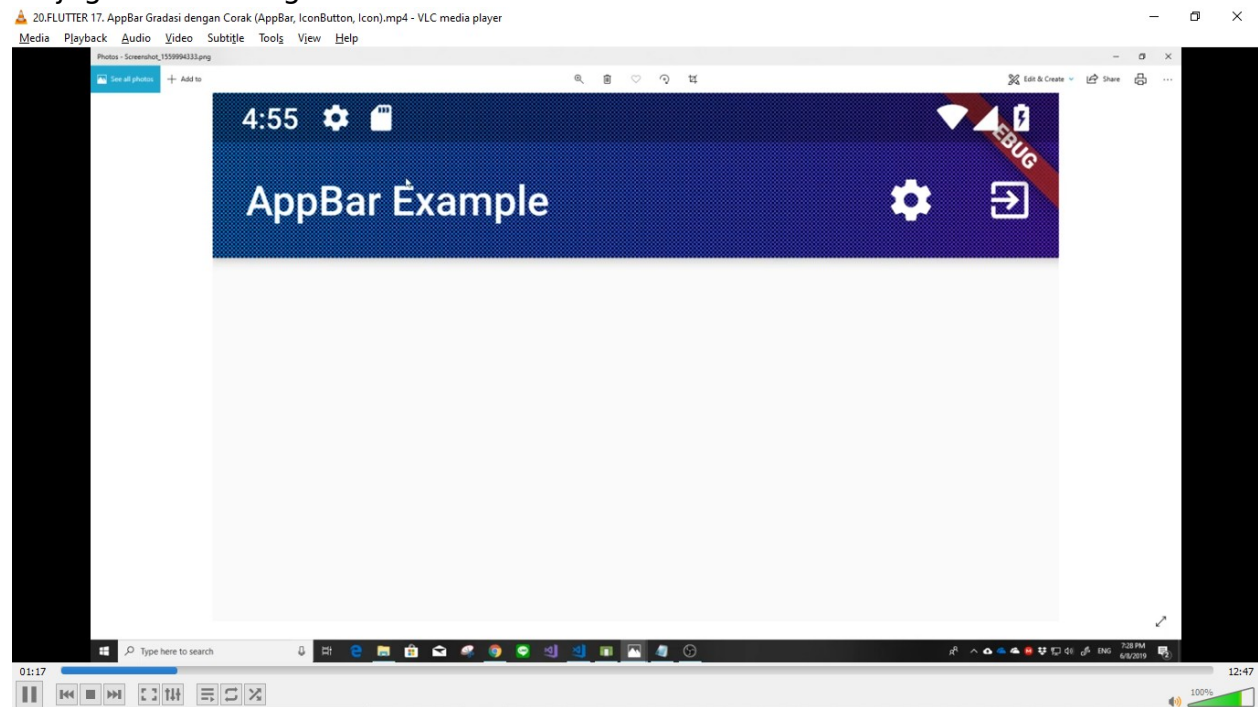 20.FLUTTER 17. AppBar Gradasi dengan Corak (AppBar, IconButton, Icon).mp4 - VLC media player
Media Playback Audio Video Subtitle Tools View Help
Photos - Screenshot_1559994333.png
See all photos + Add to Edit & Create Share
4:55
EBUG
AppBar Example
Type here to search
ENG
7:28 PM
6/8/2019
01:17
12:47
100%